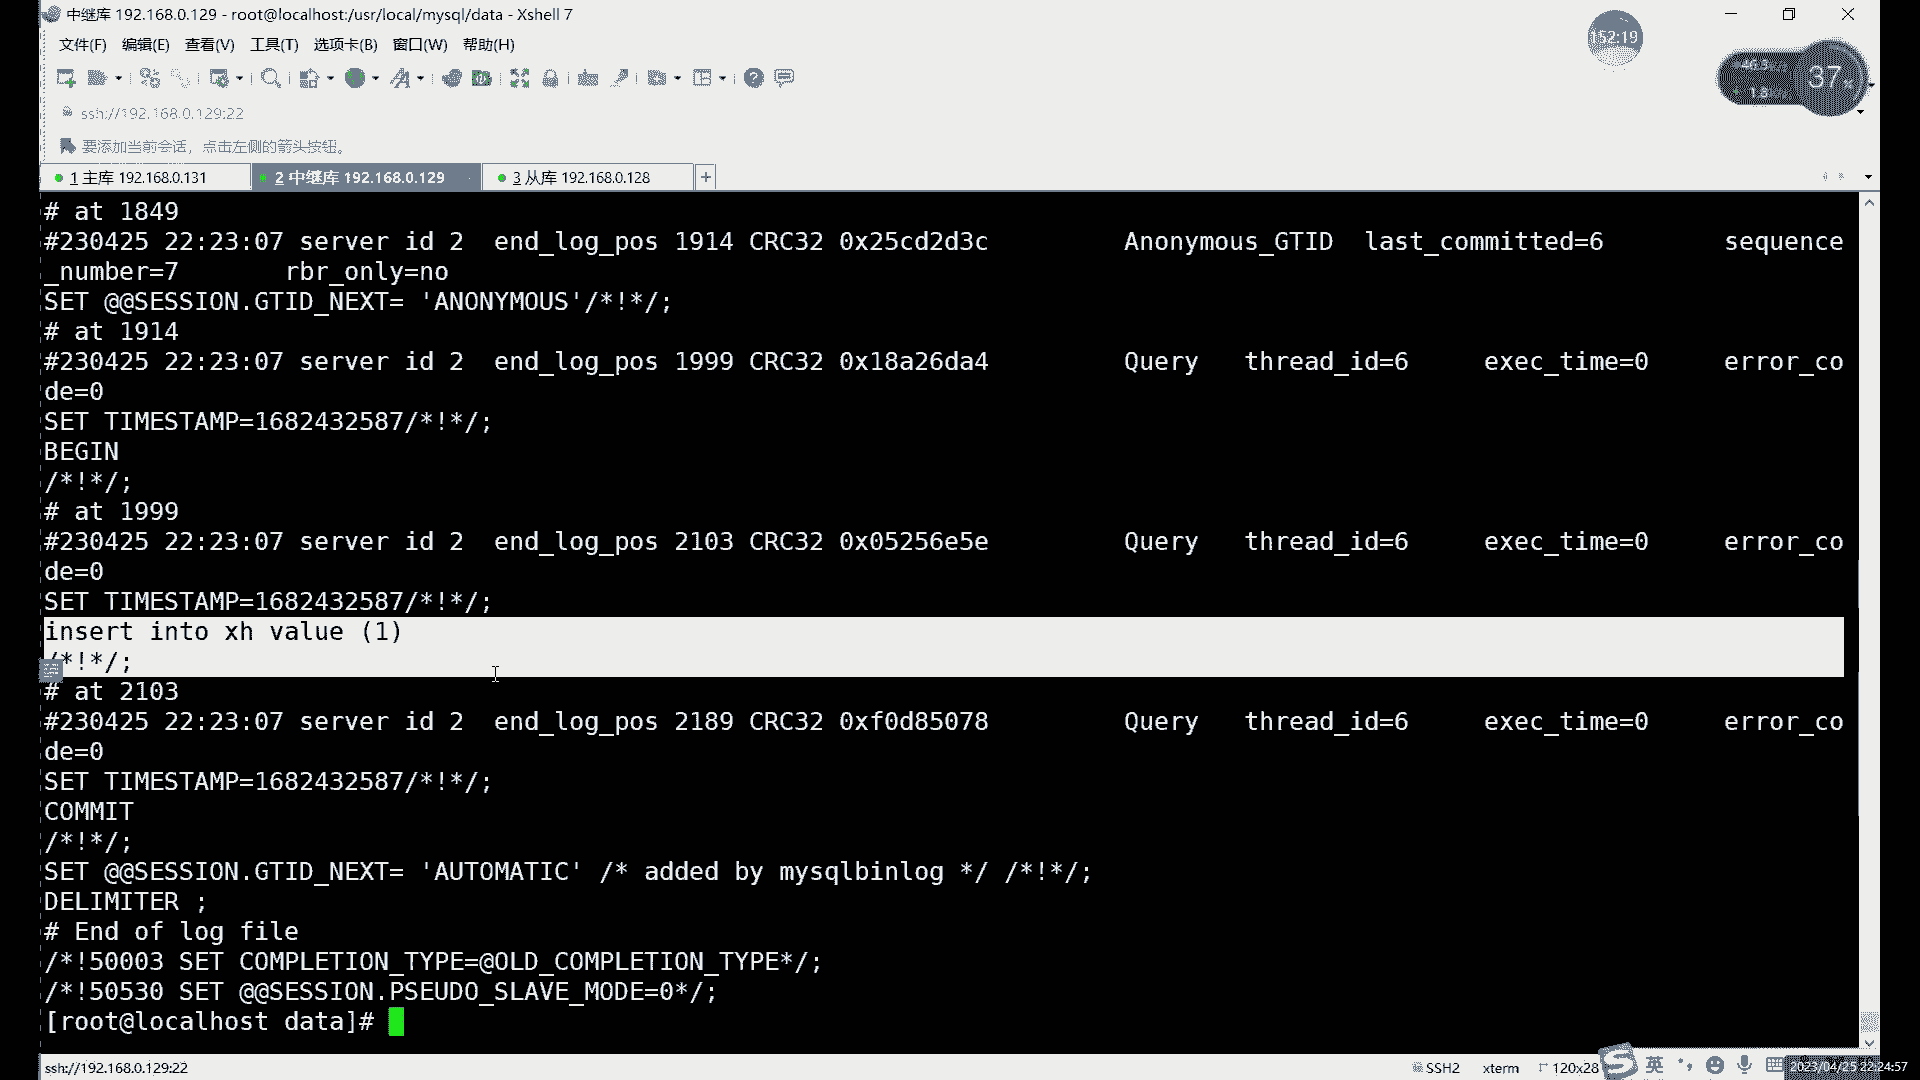 中继库 192.168.0.129 - root@localhost:/usr/local/mysql/data - Xshell 7
文件(F) 编辑(E) 查看(V) 工具(T) 选项卡(B) 窗口(W) 帮助(H)
152:19
37%
1.8
ssh://192.168.0.129:22
要添加当前会话，点击左侧的箭头按钮。
1 主库 192.168.0.131 2 中继库 192.168.0.129 3 从库 192.168.0.128 +
# at 1849
#230425 22:23:07 server id 2 end_log_pos 1914 CRC32 0x25cd2d3c Anonymous_GTID last_committed=6 sequence
_number=7 rbr_only=no
SET @@SESSION.GTID_NEXT= 'ANONYMOUS'/*!*/;
# at 1914
#230425 22:23:07 server id 2 end_log_pos 1999 CRC32 0x18a26da4 Query thread_id=6 exec_time=0 error_co
de=0
SET TIMESTAMP=1682432587/*!*/;
BEGIN
/*!*/;
# at 1999
#230425 22:23:07 server id 2 end_log_pos 2103 CRC32 0x05256e5e Query thread_id=6 exec_time=0 error_co
de=0
SET TIMESTAMP=1682432587/*!*/;
insert into xh value (1)
/*!*/;
# at 2103
#230425 22:23:07 server id 2 end_log_pos 2189 CRC32 0xf0d85078 Query thread_id=6 exec_time=0 error_co
de=0
SET TIMESTAMP=1682432587/*!*/;
COMMIT
/*!*/;
SET @@SESSION.GTID_NEXT= 'AUTOMATIC' /* added by mysqlbinlog */ /*!*/;
DELIMITER ;
# End of log file
/*!50003 SET COMPLETION_TYPE=@OLD_COMPLETION_TYPE*/;
/*!50530 SET @@SESSION.PSEUDO_SLAVE_MODE=0*/;
[root@localhost data]#
ssh://192.168.0.129:22 SSH2 xterm 120x28 英 2023/04/25 22:24:57